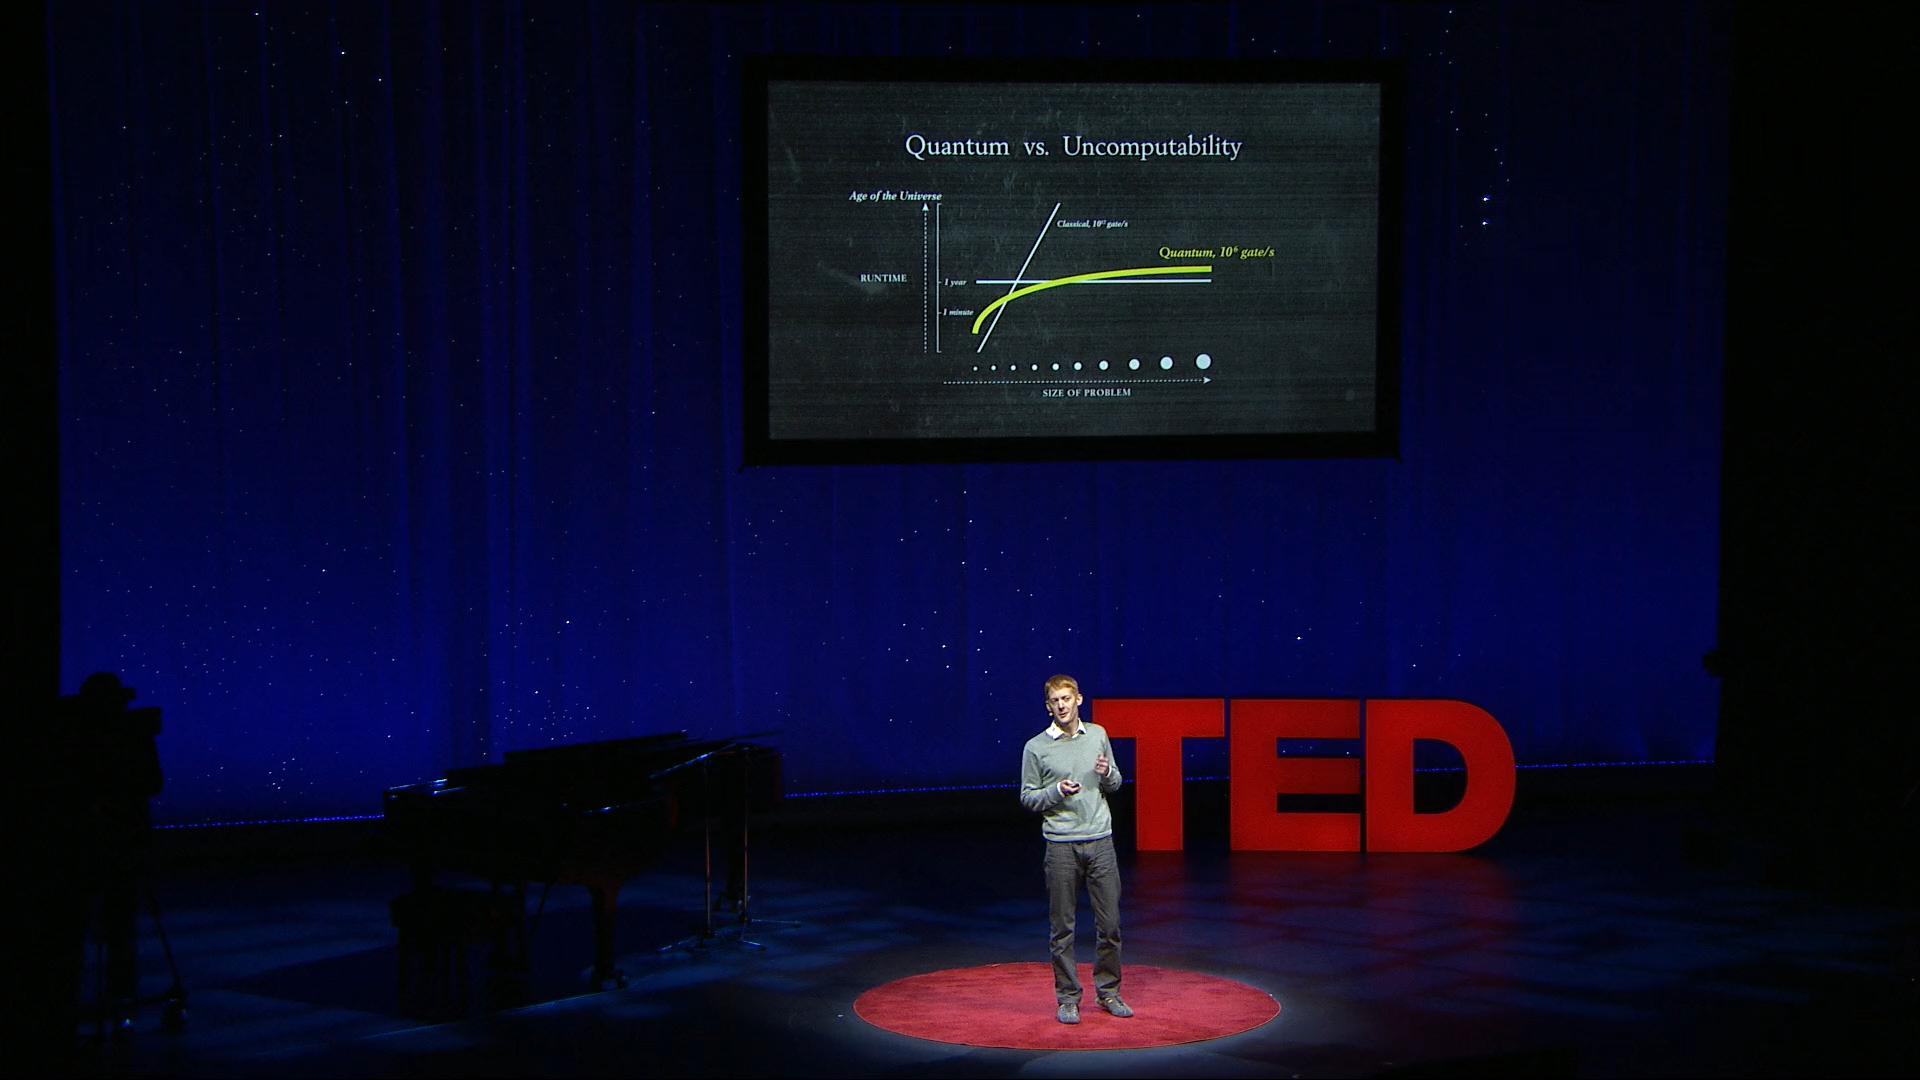 Quantum vs. Uncomputability
Age of the Universe
Classical, 10¹² gate/s
Quantum, 10⁶ gate/s
RUNTIME
1 year
1 minute
SIZE OF PROBLEM
TED